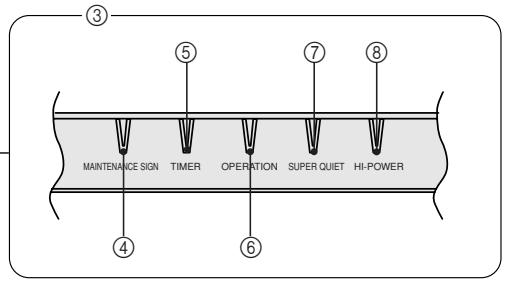 ③
⑤ ⑦ ⑧
MAINTENANCE SIGN TIMER OPERATION SUPER QUIET HI-POWER
④ ⑥